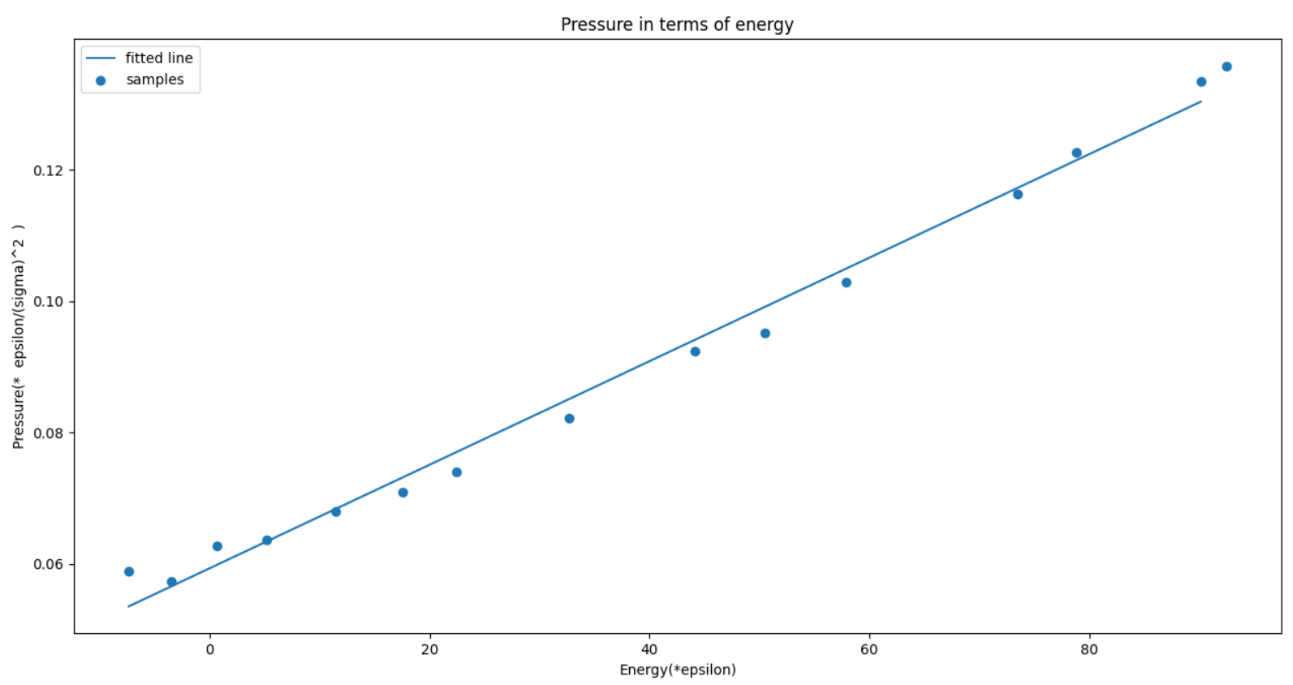 Pressure in terms of energy
fitted line
samples
0.12
0.10
0.08
0.06
Pressure(*  epsilon/(sigma)^2  )
0 20 40 60 80
Energy(*epsilon)